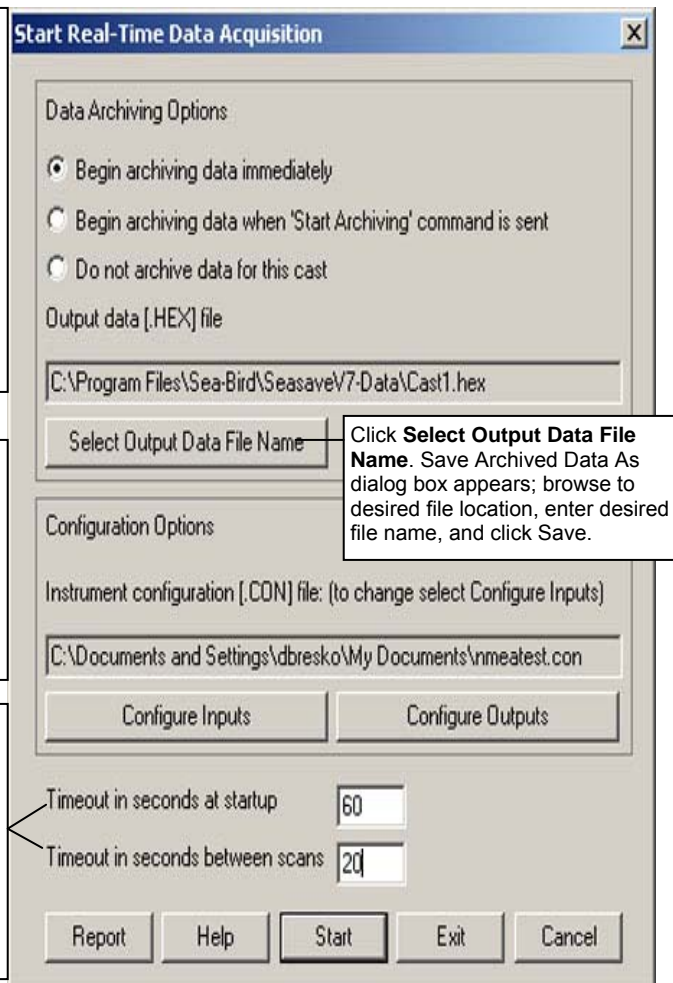 Start Real-Time Data Acquisition
Data Archiving Options
Begin archiving data immediately
Begin archiving data when 'Start Archiving' command is sent
Do not archive data for this cast
Output data [.HEX] file
C:\Program Files\Sea-Bird\SeasaveV7-Data\Cast1.hex
Select Output Data File Name
Click Select Output Data File
Name. Save Archived Data As
dialog box appears; browse to
desired file location, enter desired
file name, and click Save.
Configuration Options
Instrument configuration [.CON] file: (to change select Configure Inputs)
C:\Documents and Settings\dbresko\My Documents\nmeatest.con
Configure Inputs
Configure Outputs
Timeout in seconds at startup
60
Timeout in seconds between scans
20
Report
Help
Start
Exit
Cancel